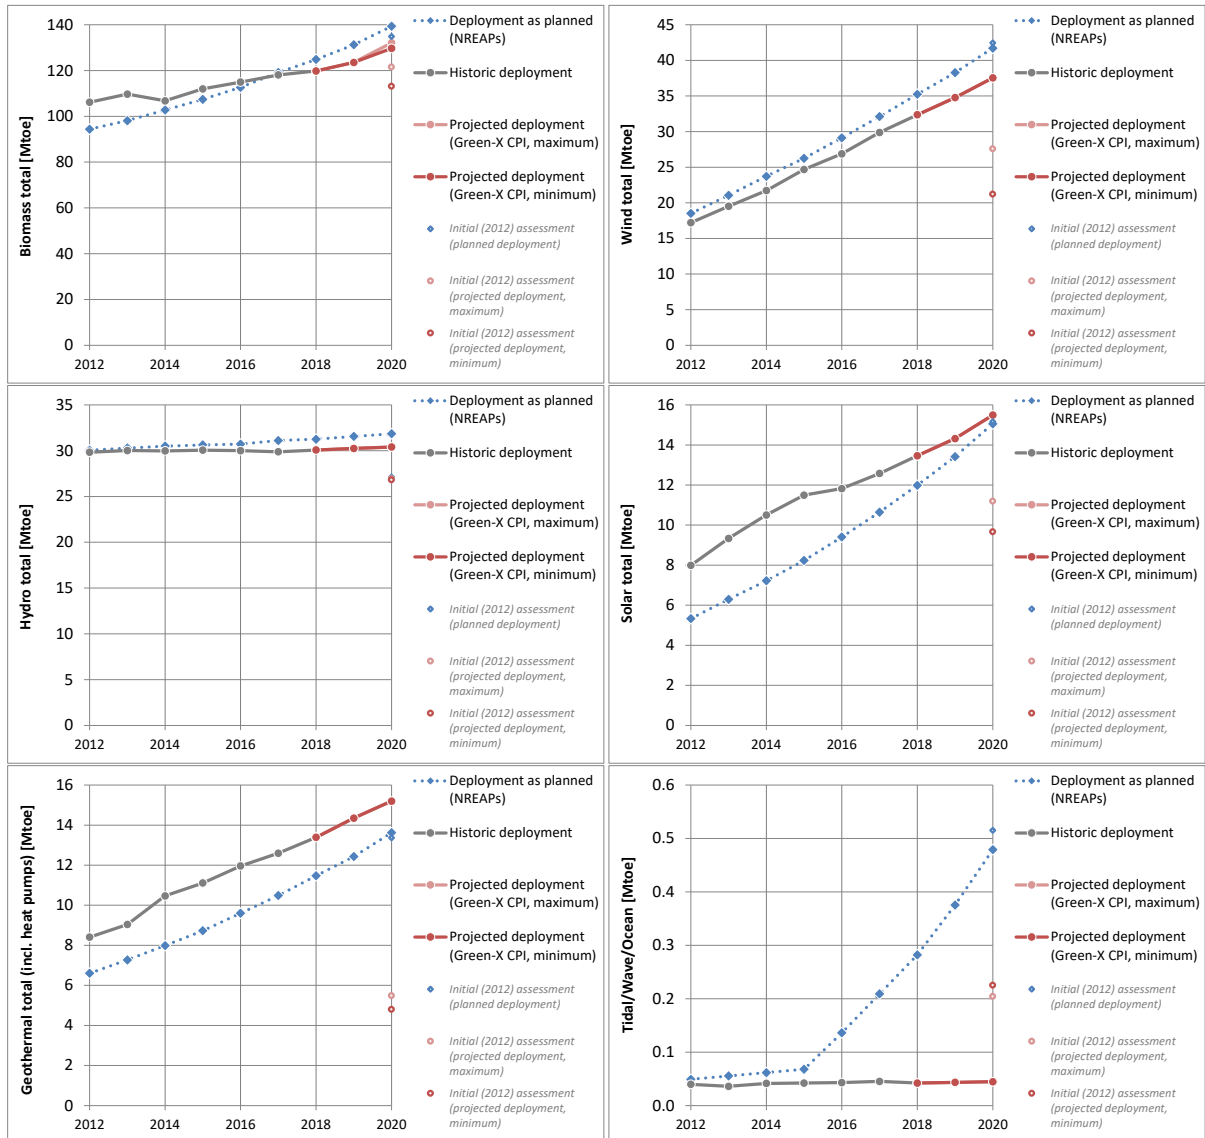 Biomass total [Mtoe]
160
140
120
100
80
60
40
20
0
2012
2014
2016
2018
2020
Deployment as planned
(NREAPs)
Historic deployment
Projected deployment
(Green-X CPI, maximum)
Projected deployment
(Green-X CPI, minimum)
Initial (2012) assessment
(planned deployment)
Initial (2012) assessment
(projected deployment,
maximum)
Initial (2012) assessment
(projected deployment,
minimum)
Wind total [Mtoe]
45
40
35
30
25
20
15
10
5
0
2012
2014
2016
2018
2020
Deployment as planned
(NREAPs)
Historic deployment
Projected deployment
(Green-X CPI, maximum)
Projected deployment
(Green-X CPI, minimum)
Initial (2012) assessment
(planned deployment)
Initial (2012) assessment
(projected deployment,
maximum)
Initial (2012) assessment
(projected deployment,
minimum)
Hydro total [Mtoe]
35
30
25
30
15
10
5
0
2012
2014
2016
2018
2020
Deployment as planned
(NREAPs)
Historic deployment
Projected deployment
(Green-X CPI, maximum)
Projected deployment
(Green-X CPI, minimum)
Initial (2012) assessment
(planned deployment)
Initial (2012) assessment
(projected deployment,
maximum)
Initial (2012) assessment
(projected deployment,
minimum)
Solar total [Mtoe]
16
14
12
10
8
6
4
2
0
2012
2014
2016
2018
2020
Deployment as planned
(NREAPs)
Historic deployment
Projected deployment
(Green-X CPI, maximum)
Projected deployment
(Green-X CPI, minimum)
Initial (2012) assessment
(planned deployment)
Initial (2012) assessment
(projected deployment,
maximum)
Initial (2012) assessment
(projected deployment,
minimum)
Geothermal total (incl. heat pumps) [Mtoe]
16
14
12
10
8
6
4
2
0
2012
2014
2016
2018
2020
Deployment as planned
(NREAPs)
Historic deployment
Projected deployment
(Green-X CPI, maximum)
Projected deployment
(Green-X CPI, minimum)
Initial (2012) assessment
(planned deployment)
Initial (2012) assessment
(projected deployment,
maximum)
Initial (2012) assessment
(projected deployment,
minimum)
Tidal/Wave/Ocean [Mtoe]
0.6
0.5
0.4
0.3
0.2
0.1
0.0
2012
2014
2016
2018
2020
Deployment as planned
(NREAPs)
Historic deployment
Projected deployment
(Green-X CPI, maximum)
Projected deployment
(Green-X CPI, minimum)
Initial (2012) assessment
(planned deployment)
Initial (2012) assessment
(projected deployment,
maximum)
Initial (2012) assessment
(projected deployment,
minimum)